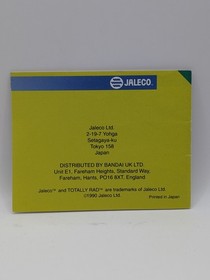 JALECO™
Jaleco Ltd.
2-19-7 Yohga
Setagaya-ku
Tokyo 158
Japan
DISTRIBUTED BY BANDAI UK LTD.
Unit E1, Fareham Heights, Standard Way,
Fareham, Hants, PO16 8XT, England
Jaleco™ and TOTALLY RAD™ are trademarks of Jaleco Ltd.
©1990 Jaleco Ltd.
Printed in Japan